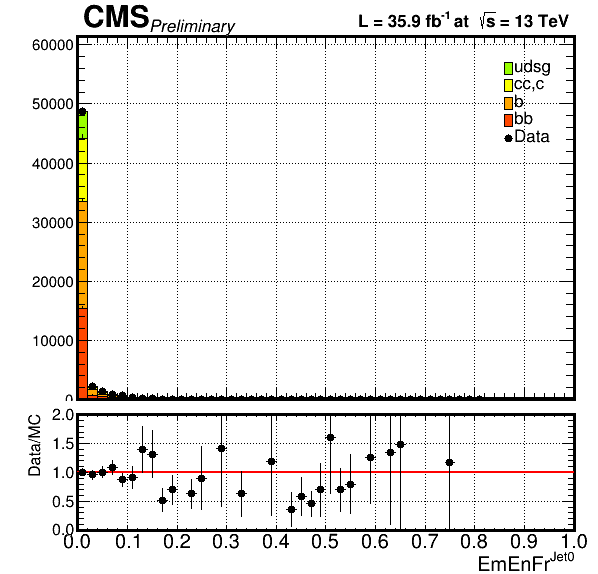 CMS Preliminary L = 35.9 fb⁻¹ at √s = 13 TeV
60000
udsg
cc,c
50000
b
bb
Data
40000
30000
20000
10000
0
2.0
Data/MC
1.5
1.0
0.5
0.0
0.0 0.1 0.2 0.3 0.4 0.5 0.6 0.7 0.8 0.9 1.0
EmEnFr^Jet0